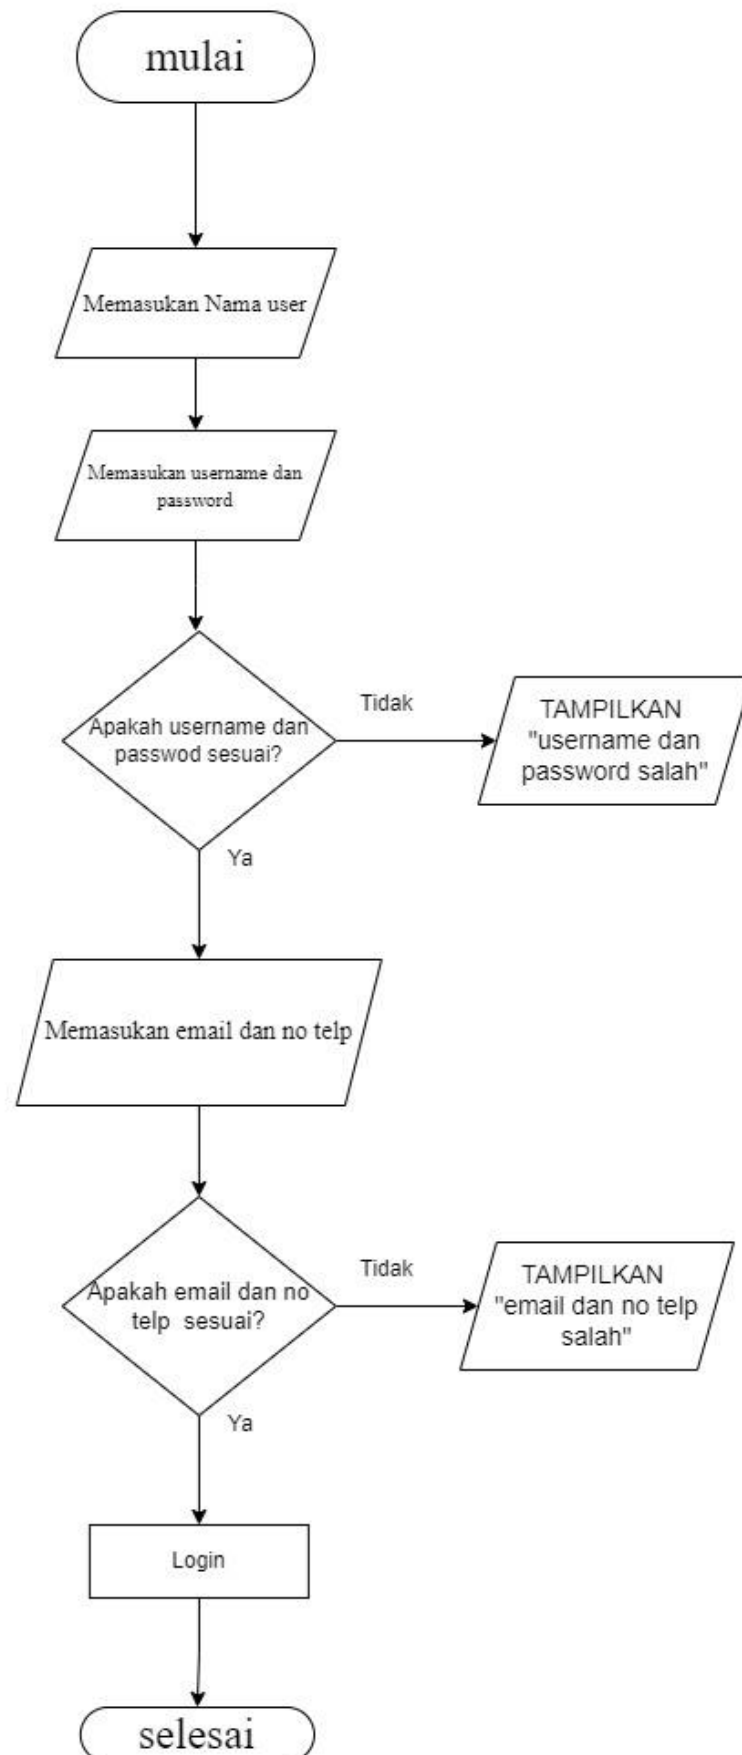 mulai
Memasukan Nama user
Memasukan username dan
password
Apakah username dan
passwod sesuai?
Tidak
TAMPILKAN
"username dan
password salah"
Ya
Memasukan email dan no telp
Apakah email dan no
telp sesuai?
Tidak
TAMPILKAN
"email dan no telp
salah"
Ya
Login
selesai